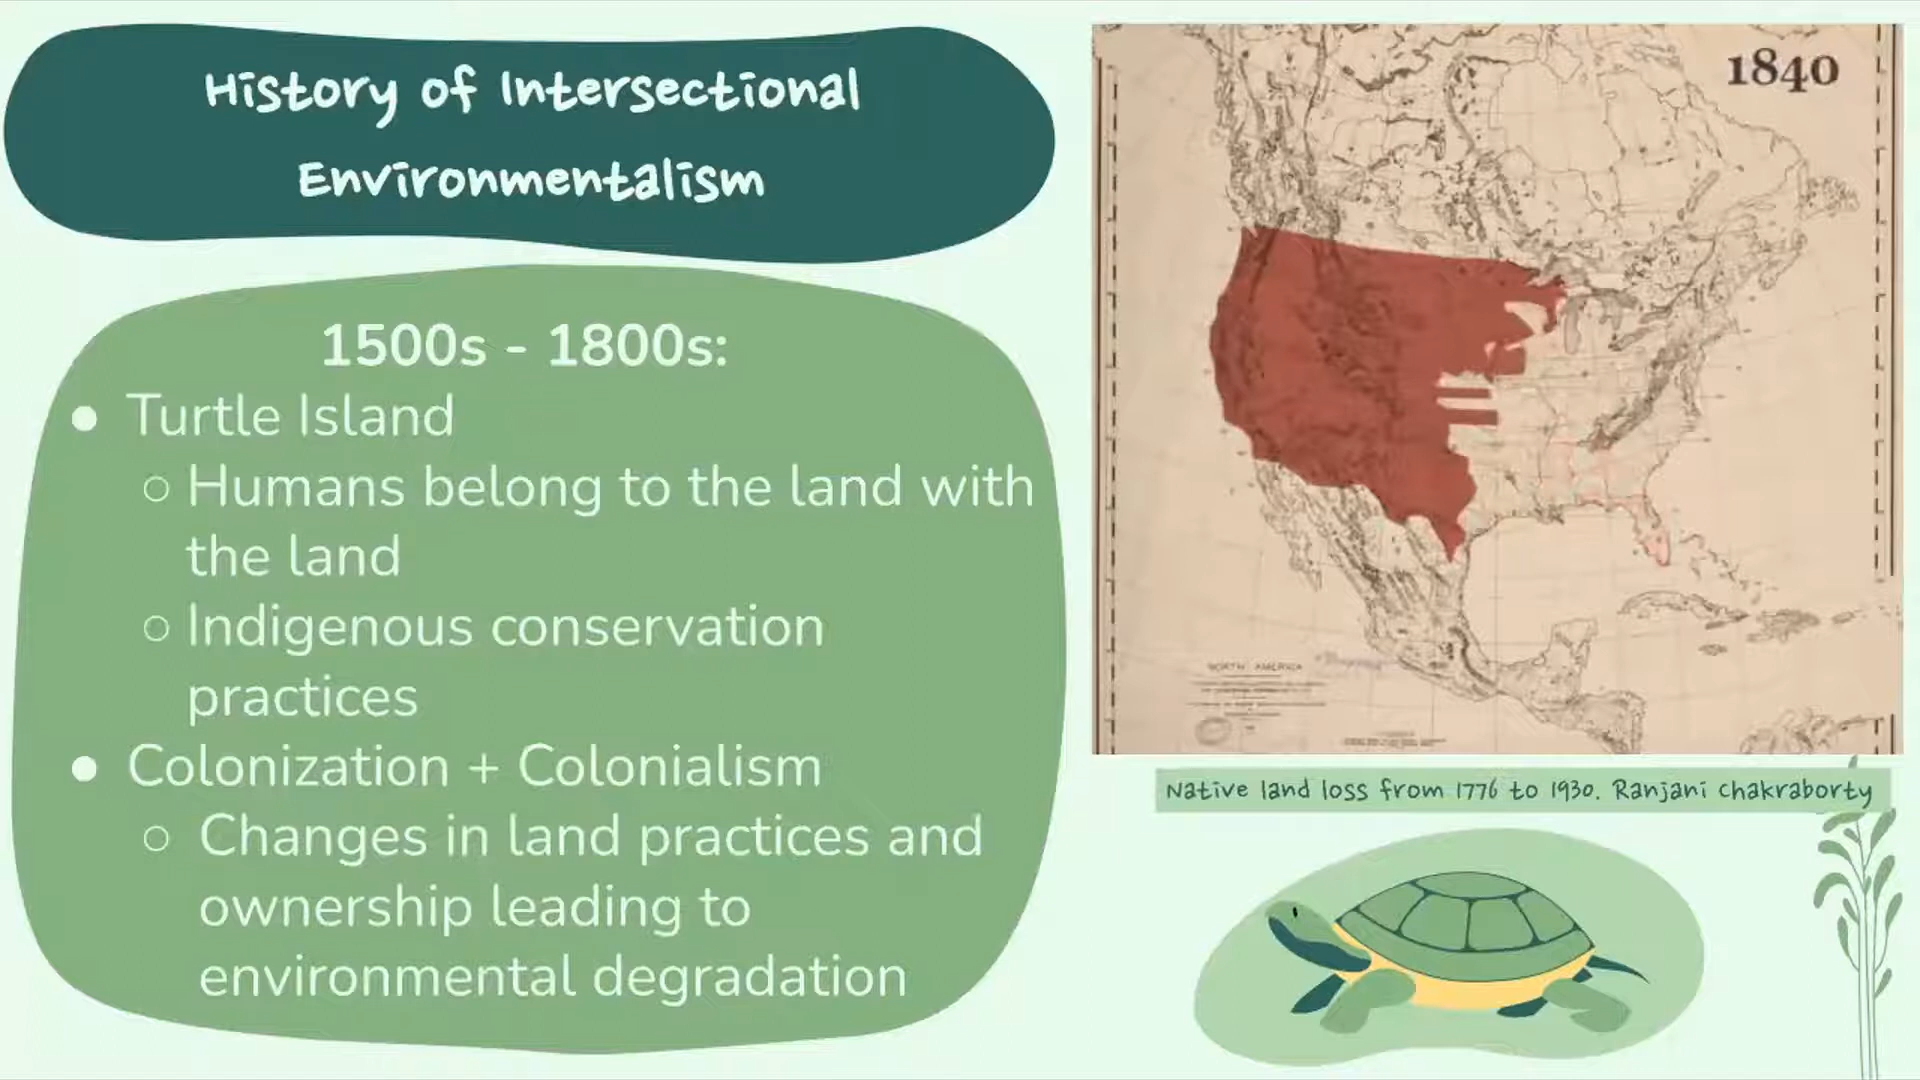 History of Intersectional
Environmentalism
1500s - 1800s:
● Turtle Island
○ Humans belong to the land with
the land
○ Indigenous conservation
practices
● Colonization + Colonialism
○ Changes in land practices and
ownership leading to
environmental degradation
1840
NORTH AMERICA
Native land loss from 1776 to 1930. Ranjani Chakraborty